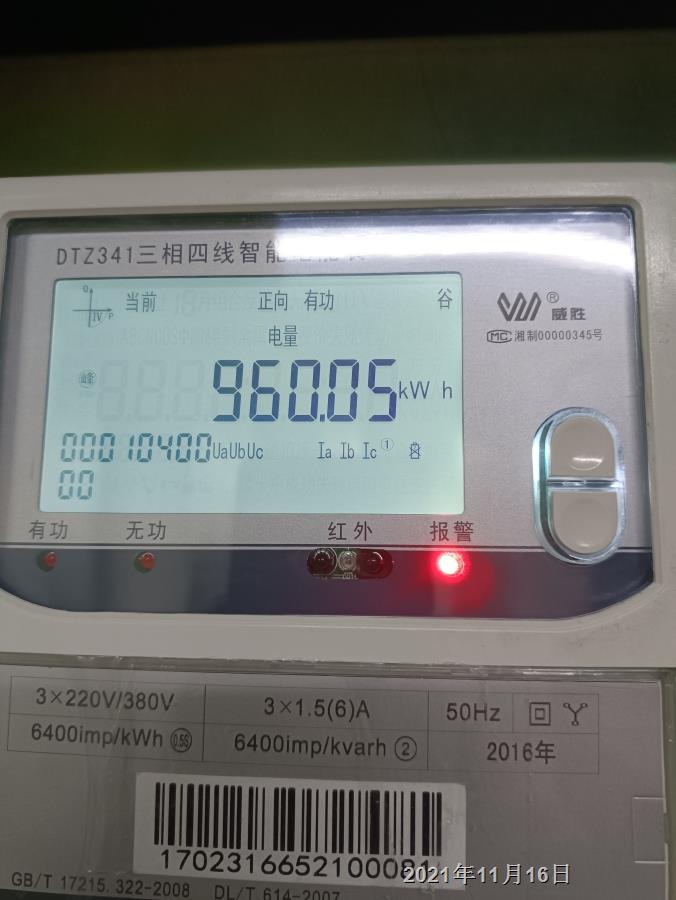 DTZ341三相四线智能
当前 正向 有功 谷
电量
峰
960.05 kW h
00010400 UaUbUc Ia Ib Ic ①
00
Q
IV P
威胜®
MC 湘制00000345号
有功 无功 红外 报警
3×220V/380V 3×1.5(6)A 50Hz
6400imp/kWh 0.5S 6400imp/kvarh ② 2016年
GB/T 17215.322-2008 DL/T 614-2007
2021年11月16日